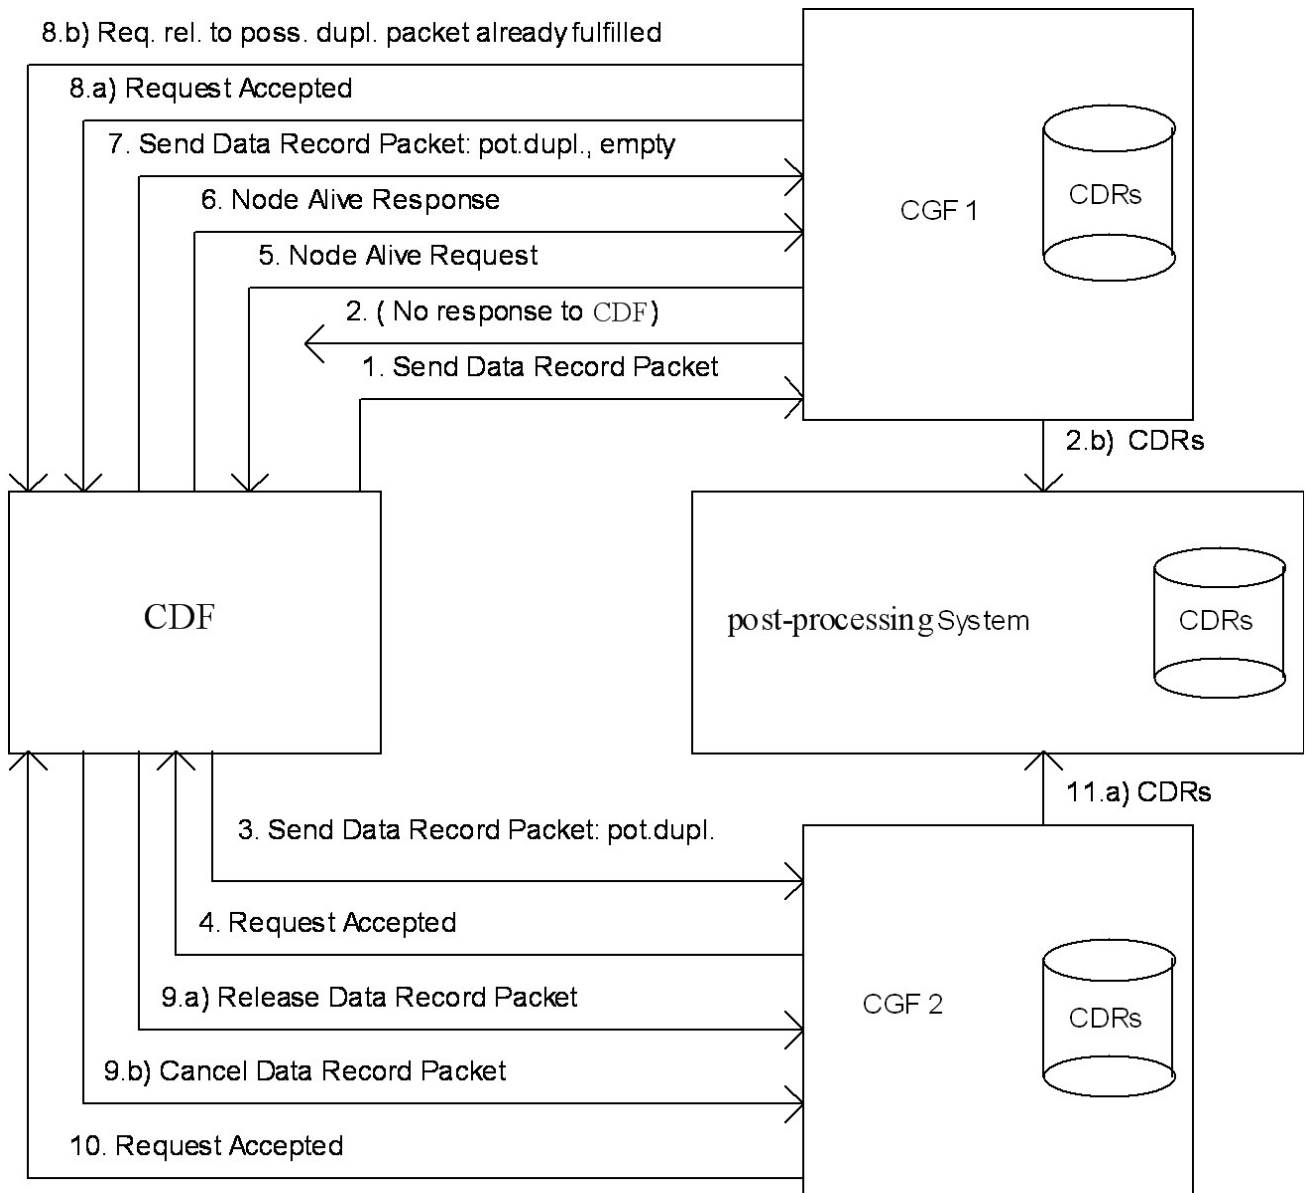 8.b) Req. rel. to poss. dupl. packet already fulfilled
8.a) Request Accepted
7. Send Data Record Packet: pot.dupl., empty
6. Node Alive Response
5. Node Alive Request
2. ( No response to CDF)
1. Send Data Record Packet
CGF 1
CDRs
2.b) CDRs
CDF
post-processing System
CDRs
11.a) CDRs
3. Send Data Record Packet: pot.dupl.
4. Request Accepted
9.a) Release Data Record Packet
9.b) Cancel Data Record Packet
10. Request Accepted
CGF 2
CDRs